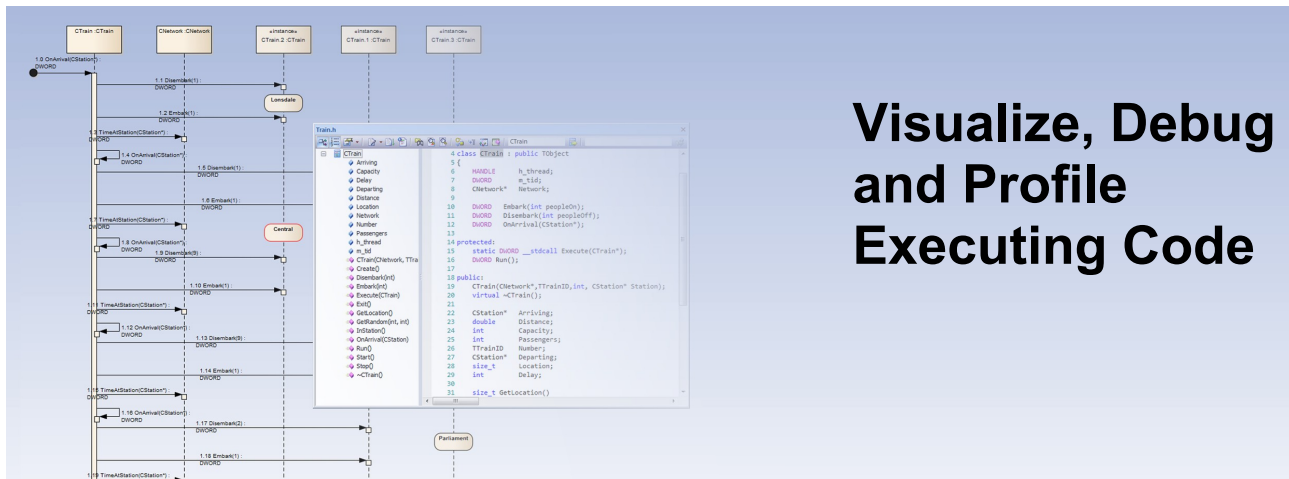 CTrain :CTrain
CNetwork :CNetwork
«instance»
CTrain.2 :CTrain
«instance»
CTrain.1 :CTrain
«instance»
CTrain.3 :CTrain
1.0 OnArrival(CStation*) :
DWORD
1.1 Disembark(1) :
DWORD
Lonsdale
1.2 Embark(1) :
DWORD
1.3 TimeAtStation(CStation*) :
DWORD
1.4 OnArrival(CStation*) :
DWORD
1.5 Disembark(1) :
DWORD
1.6 Embark(1) :
DWORD
1.7 TimeAtStation(CStation*) :
DWORD
Central
1.8 OnArrival(CStation*) :
DWORD
1.9 Disembark(9) :
DWORD
1.10 Embark(1) :
DWORD
1.11 TimeAtStation(CStation*) :
DWORD
1.12 OnArrival(CStation*) :
DWORD
1.13 Disembark(9) :
DWORD
1.14 Embark(1) :
DWORD
1.15 TimeAtStation(CStation*) :
DWORD
1.16 OnArrival(CStation*) :
DWORD
1.17 Disembark(2) :
DWORD
Parliament
1.18 Embark(1) :
DWORD
1.19 TimeAtStation(CStation*) :
Train.h
CTrain
CTrain
Arriving
Capacity
Delay
Departing
Distance
Location
Network
Number
Passengers
h_thread
m_tid
CTrain(CNetwork, TTra
Create()
Disembark(int)
Embark(int)
Execute(CTrain)
Exit()
GetLocation()
GetRandom(int, int)
InStation()
OnArrival(CStation)
Run()
Start()
Stop()
~CTrain()
4 class CTrain : public TObject
5 {
6 HANDLE h_thread;
7 DWORD m_tid;
8 CNetwork* Network;
9
10 DWORD Embark(int peopleOn);
11 DWORD Disembark(int peopleOff);
12 DWORD OnArrival(CStation*);
13
14 protected:
15 static DWORD __stdcall Execute(CTrain*);
16 DWORD Run();
17
18 public:
19 CTrain(CNetwork*,TTrainID,int, CStation* Station);
20 virtual ~CTrain();
21
22 CStation* Arriving;
23 double Distance;
24 int Capacity;
25 int Passengers;
26 TTrainID Number;
27 CStation* Departing;
28 size_t Location;
29 int Delay;
30
31 size_t GetLocation()
Visualize, Debug
and Profile
Executing Code